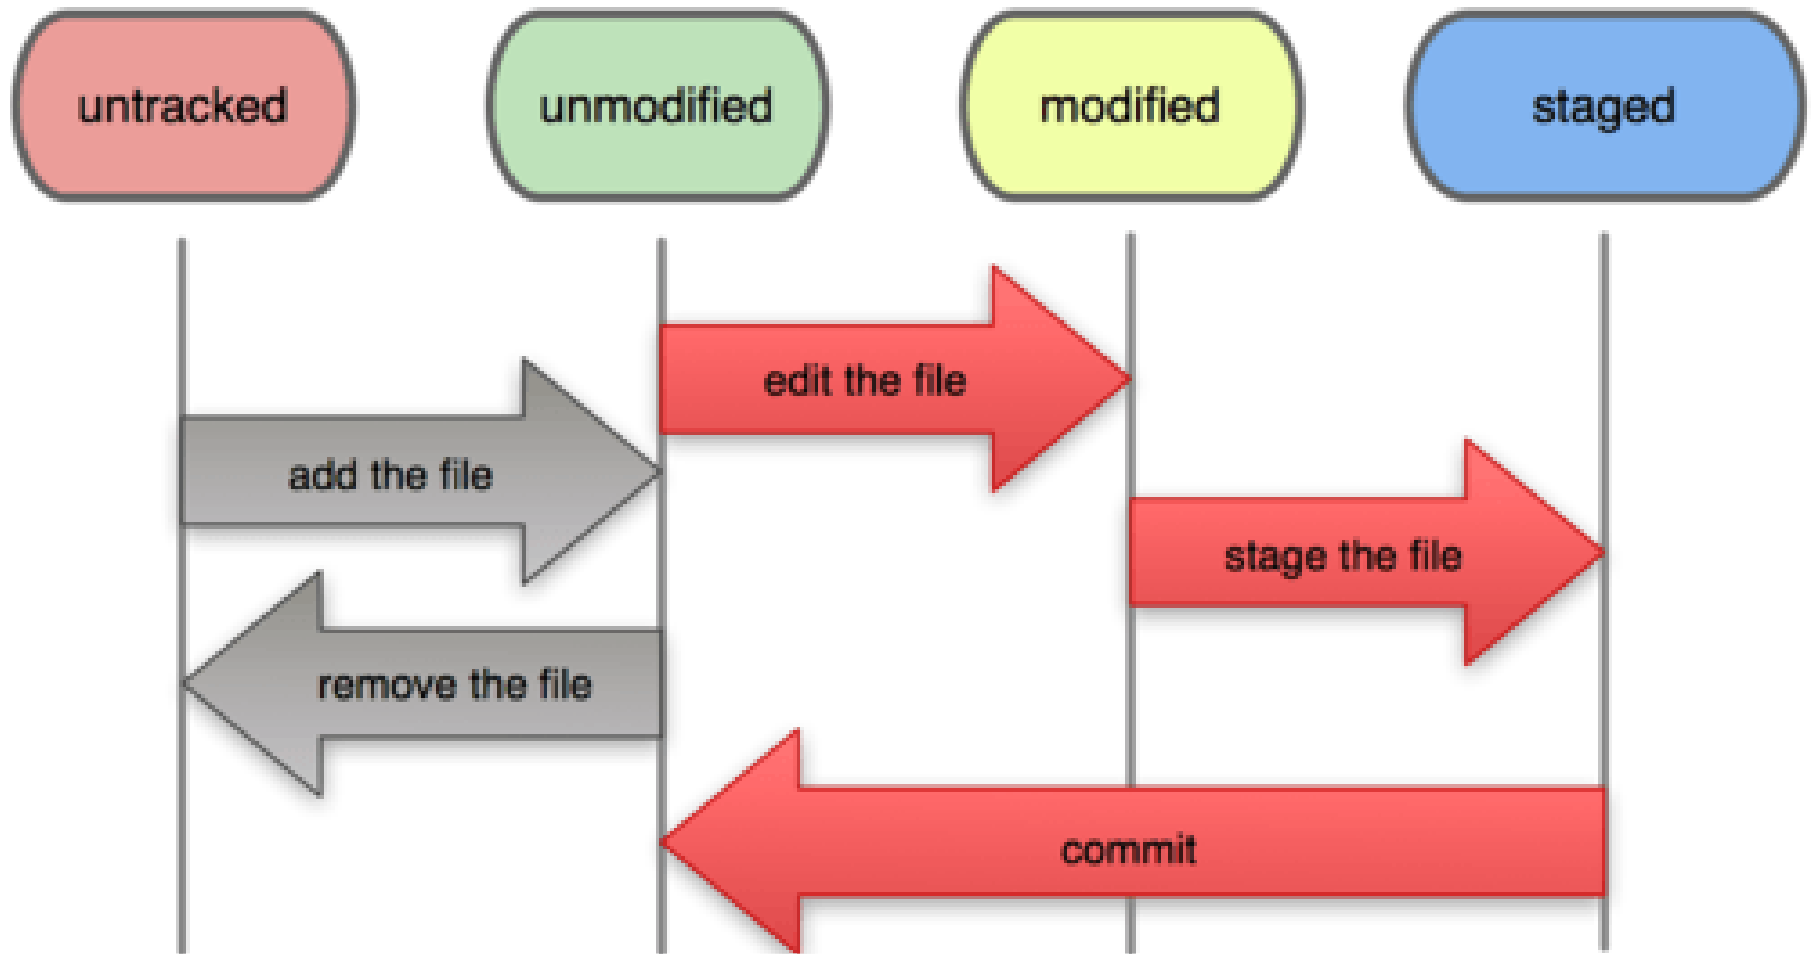 untracked
unmodified
modified
staged
edit the file
add the file
stage the file
remove the file
commit